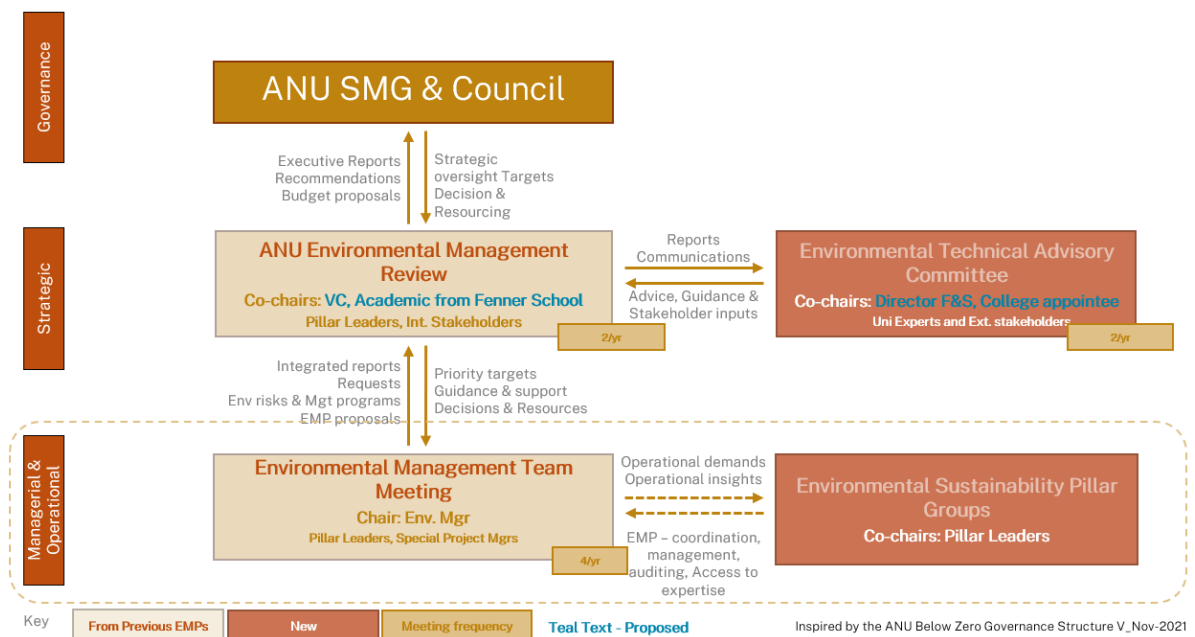 Governance
ANU SMG & Council
Executive Reports
Recommendations
Budget proposals
Strategic
oversight Targets
Decision &
Resourcing
Strategic
ANU Environmental Management
Review
Co-chairs: VC, Academic from Fenner School
Pillar Leaders, Int. Stakeholders
2/yr
Reports
Communications
Advice, Guidance &
Stakeholder inputs
Environmental Technical Advisory
Committee
Co-chairs: Director F&S, College appointee
Uni Experts and Ext. stakeholders
2/yr
Integrated reports
Requests
Env risks & Mgt programs
EMP proposals
Priority targets
Guidance & support
Decisions & Resources
Managerial &
Operational
Environmental Management Team
Meeting
Chair: Env. Mgr
Pillar Leaders, Special Project Mgrs
4/yr
Operational demands
Operational insights
EMP – coordination,
management,
auditing, Access to
expertise
Environmental Sustainability Pillar
Groups
Co-chairs: Pillar Leaders
Key
From Previous EMPs
New
Meeting frequency
Teal Text - Proposed
Inspired by the ANU Below Zero Governance Structure V_Nov-2021